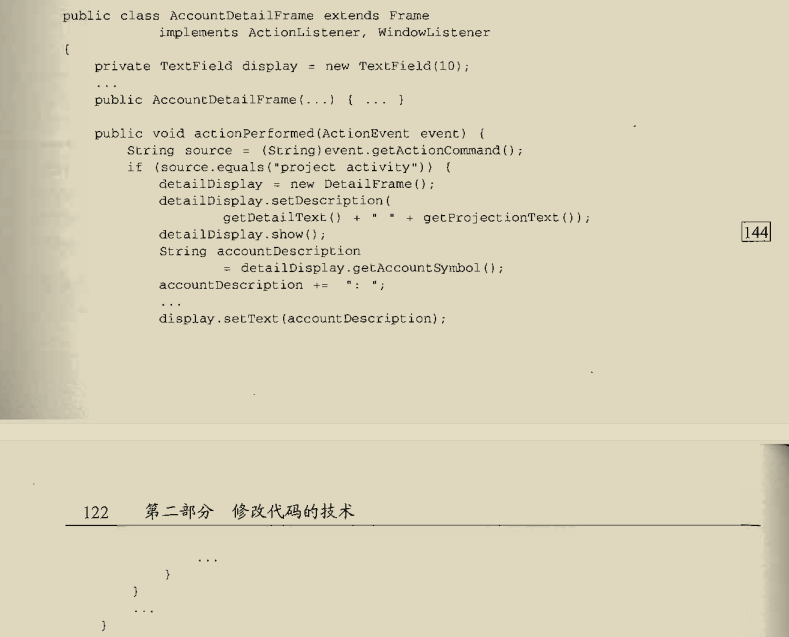 public class AccountDetailFrame extends Frame
            implements ActionListener, WindowListener
{
    private TextField display = new TextField(10);
    ...
    public AccountDetailFrame(...) { ... }

    public void actionPerformed(ActionEvent event) {
        String source = (String)event.getActionCommand();
        if (source.equals("project activity")) {
            detailDisplay = new DetailFrame();
            detailDisplay.setDescription(
                    getDetailText() + " " + getProjectionText());
            detailDisplay.show();
144
            String accountDescription
                    = detailDisplay.getAccountSymbol();
            accountDescription += ": ";
            ...
            display.setText(accountDescription);
122 第二部分 修改代码的技术
            ...
        }
    }
    ...
}